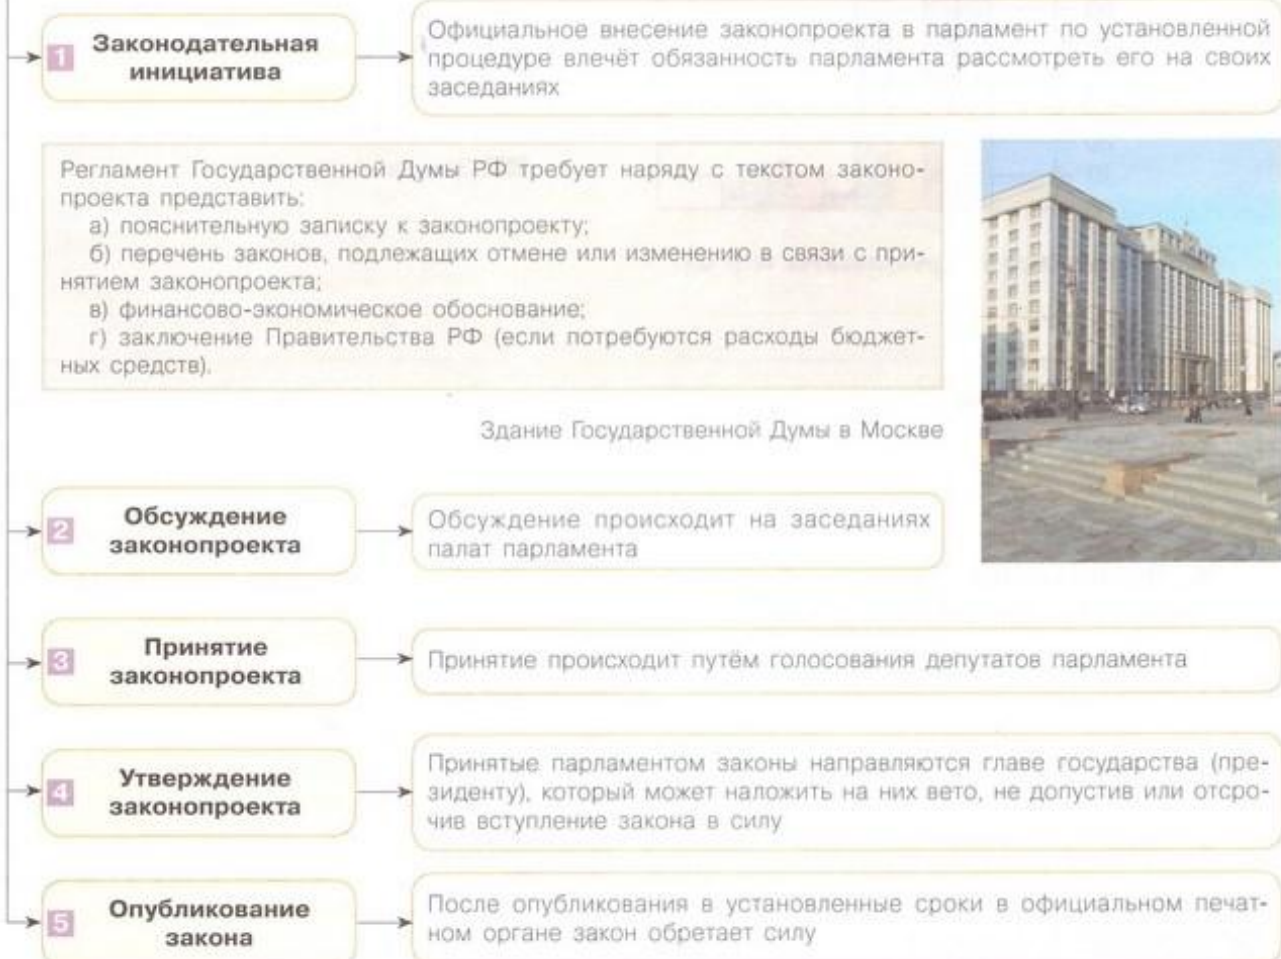 1 Законодательная
инициатива
Официальное внесение законопроекта в парламент по установленной
процедуре влечёт обязанность парламента рассмотреть его на своих
заседаниях
Регламент Государственной Думы РФ требует наряду с текстом законо-
проекта представить:
а) пояснительную записку к законопроекту;
б) перечень законов, подлежащих отмене или изменению в связи с при-
нятием законопроекта;
в) финансово-экономическое обоснование;
г) заключение Правительства РФ (если потребуются расходы бюджет-
ных средств).
Здание Государственной Думы в Москве
2 Обсуждение
законопроекта
Обсуждение происходит на заседаниях
палат парламента
3 Принятие
законопроекта
Принятие происходит путём голосования депутатов парламента
4 Утверждение
законопроекта
Принятые парламентом законы направляются главе государства (пре-
зиденту), который может наложить на них вето, не допустив или отсро-
чив вступление закона в силу
5 Опубликование
закона
После опубликования в установленные сроки в официальном печат-
ном органе закон обретает силу